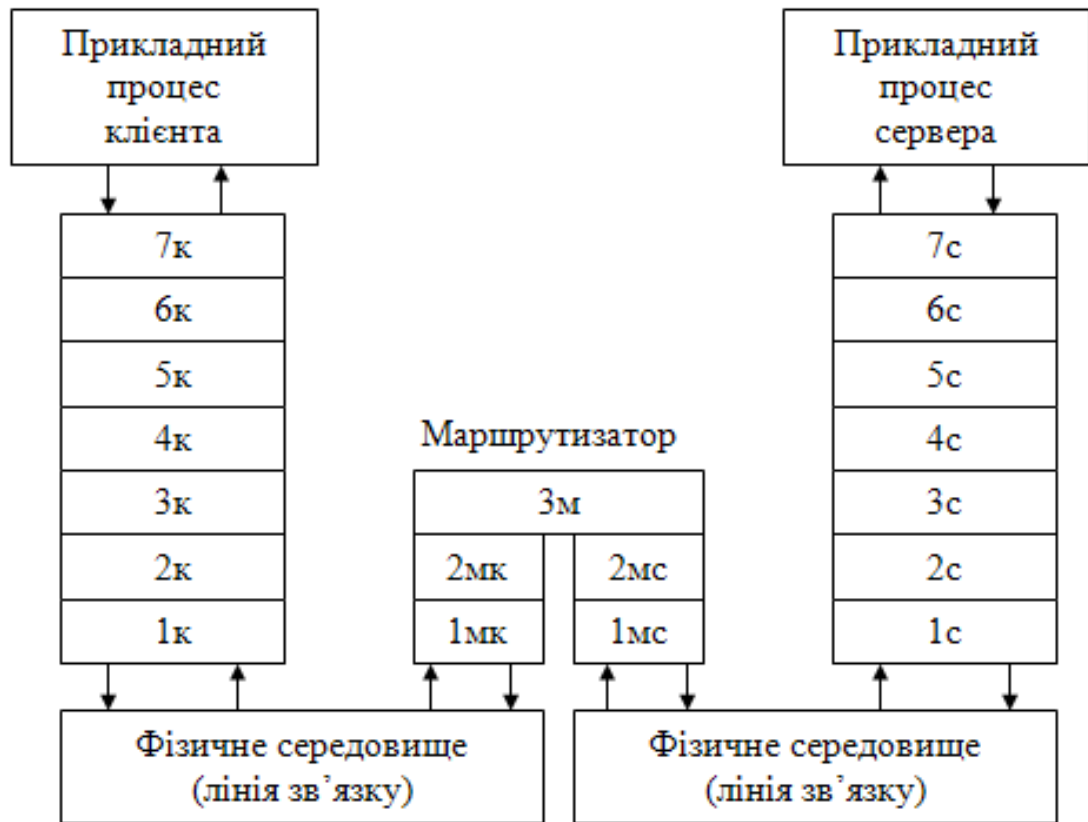 Прикладний
процес
клієнта
Прикладний
процес
сервера
7к
6к
5к
4к
3к
2к
1к
Маршрутизатор
3м
2мк
2мс
1мк
1мс
7с
6с
5с
4с
3с
2с
1с
Фізичне середовище
(лінія зв’язку)
Фізичне середовище
(лінія зв’язку)